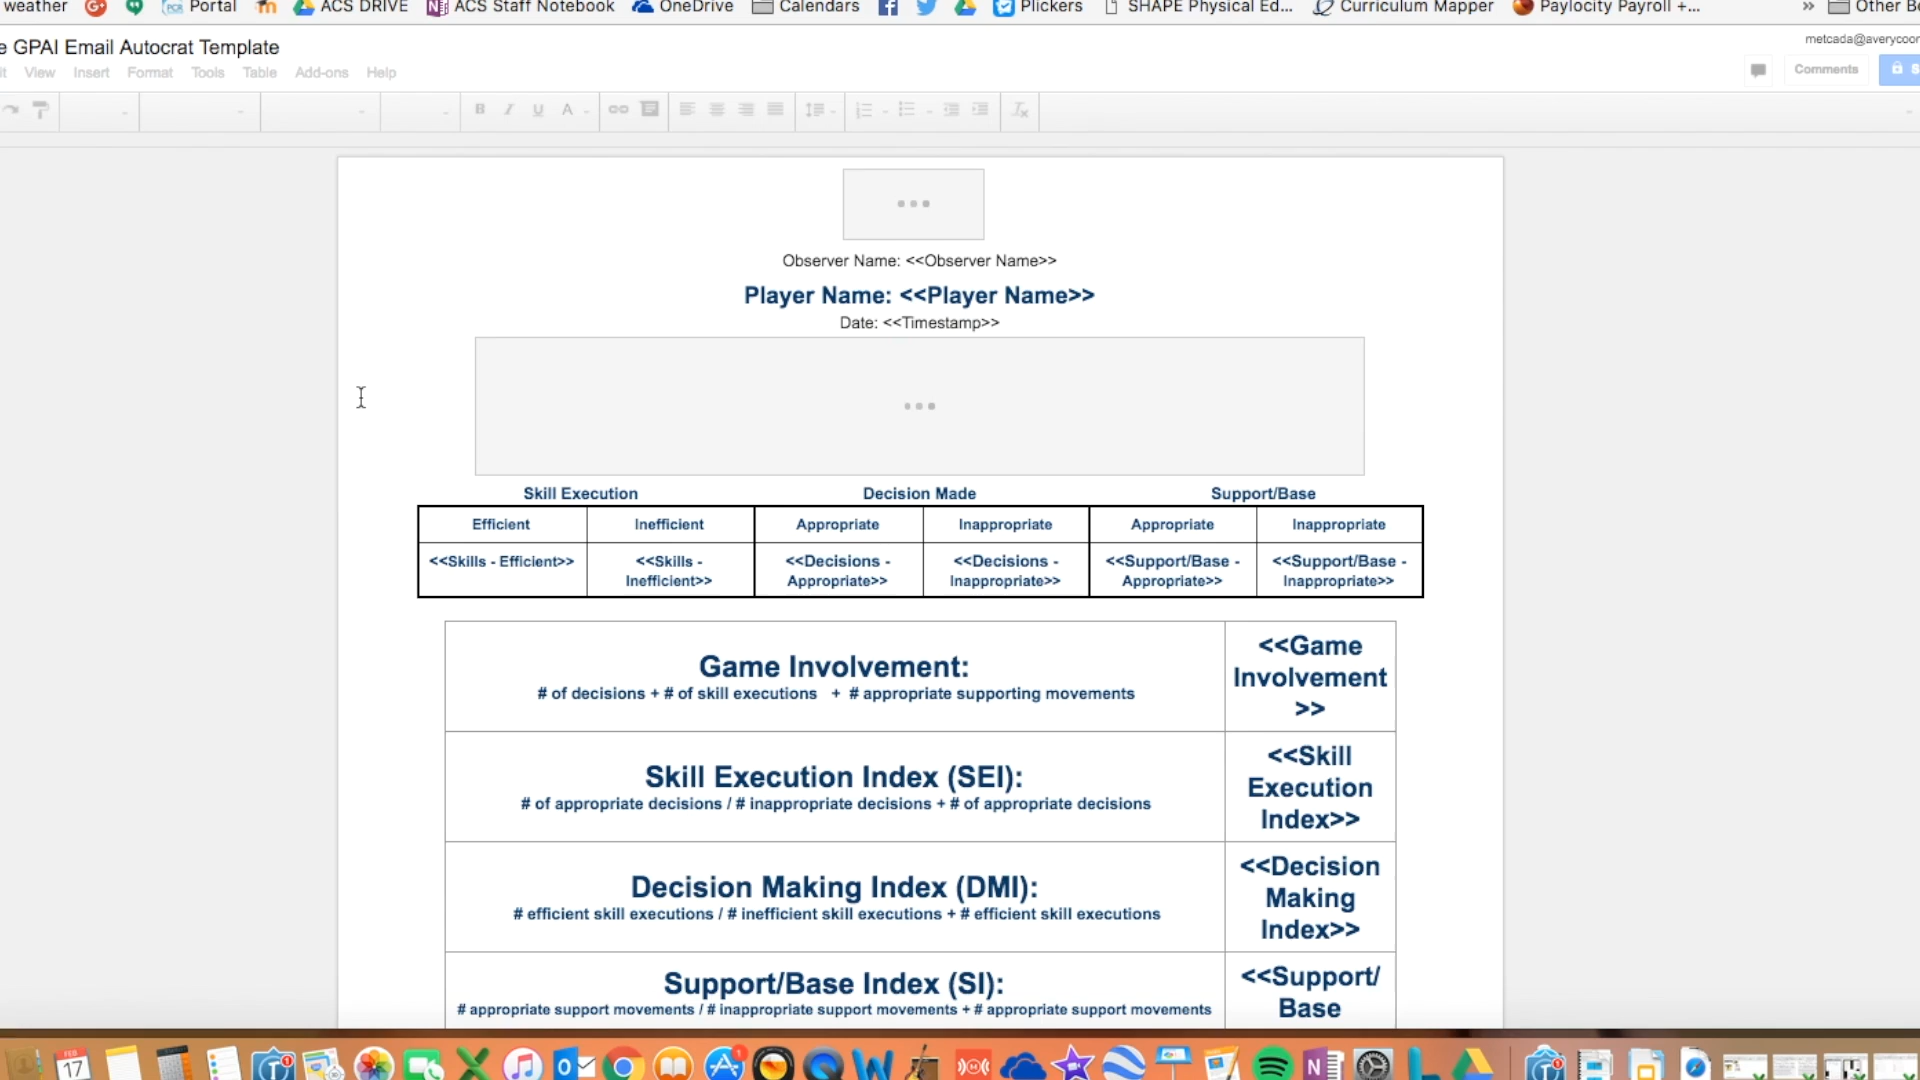 weather Portal ACS DRIVE ACS Staff Notebook OneDrive Calendars Plickers SHAPE Physical Ed... Curriculum Mapper Paylocity Payroll +... »
GPAI Email Autocrat Template
metcada@averycoor
View Insert Format Tools Table Add-ons Help
Comments
Observer Name: <<Observer Name>>
Player Name: <<Player Name>>
Date: <<Timestamp>>
Skill Execution Decision Made Support/Base
Efficient Inefficient Appropriate Inappropriate Appropriate Inappropriate
<<Skills - Efficient>> <<Skills - <<Decisions - <<Decisions - <<Support/Base - <<Support/Base -
Inefficient>> Appropriate>> Inappropriate>> Appropriate>> Inappropriate>>
Game Involvement:
# of decisions + # of skill executions + # appropriate supporting movements
<<Game
Involvement
>>
Skill Execution Index (SEI):
# of appropriate decisions / # inappropriate decisions + # of appropriate decisions
<<Skill
Execution
Index>>
Decision Making Index (DMI):
# efficient skill executions / # inefficient skill executions + # efficient skill executions
<<Decision
Making
Index>>
Support/Base Index (SI):
# appropriate support movements / # inappropriate support movements + # appropriate support movements
<<Support/
Base
FEB
17